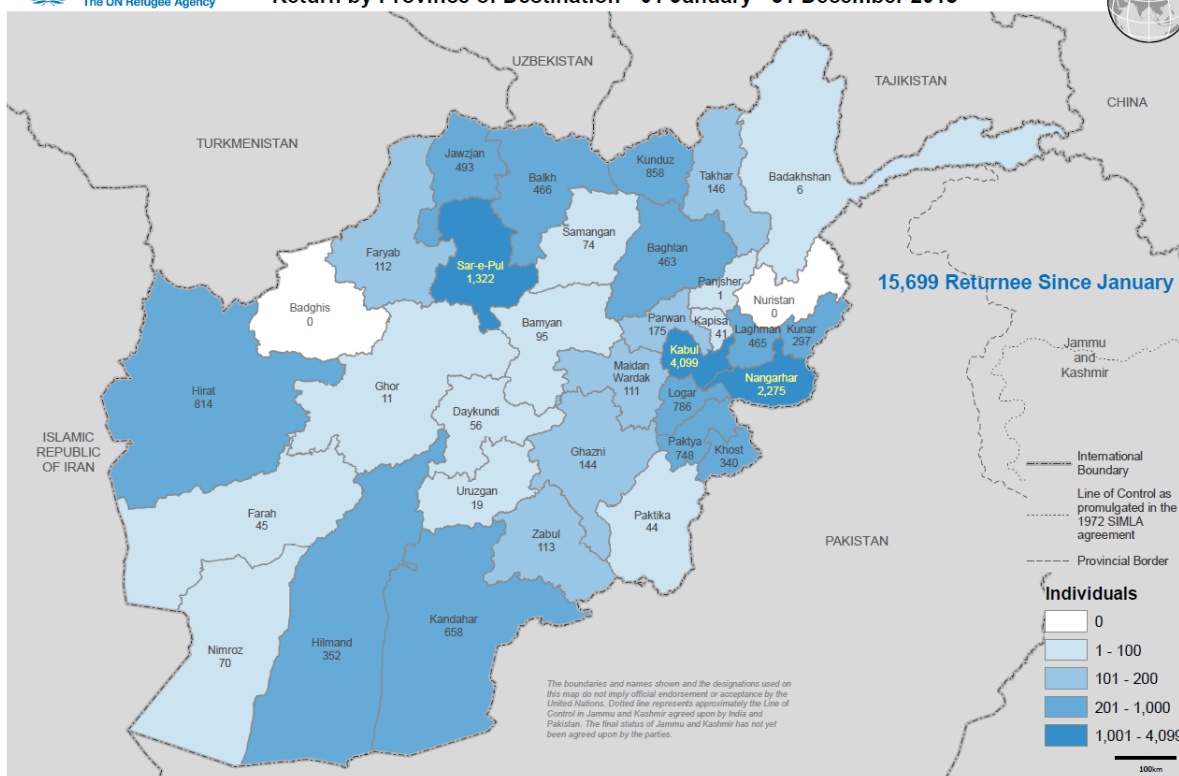 The UN Refugee Agency
UZBEKISTAN
TAJIKISTAN
CHINA
TURKMENISTAN
Jawzjan
493
Balkh
466
Kunduz
858
Takhar
146
Badakhshan
6
Faryab
112
Samangan
74
Baghlan
463
Sar-e-Pul
1,322
Panjsher
1
15,699 Returnee Since January
Badghis
0
Nuristan
0
Bamyan
95
Parwan
175
Kapisa
41
Laghman
465
Kunar
297
Kabul
4,099
Jammu
and
Kashmir
Hirat
814
Ghor
11
Maidan
Wardak
111
Nangarhar
2,275
Daykundi
56
Logar
786
ISLAMIC
REPUBLIC
OF IRAN
Ghazni
144
Paktya
748
Khost
340
Uruzgan
19
Farah
45
Paktika
44
Zabul
113
PAKISTAN
Kandahar
658
Hilmand
352
Nimroz
70
International
Boundary
Line of Control as
promulgated in the
1972 SIMLA
agreement
Provincial Border
Individuals
0
1 - 100
101 - 200
201 - 1,000
1,001 - 4,099
The boundaries and names shown and the designations used on
this map do not imply official endorsement or acceptance by the
United Nations. Dotted line represents approximately the Line of
Control in Jammu and Kashmir agreed upon by India and
Pakistan. The final status of Jammu and Kashmir has not yet
been agreed upon by the parties.
100km